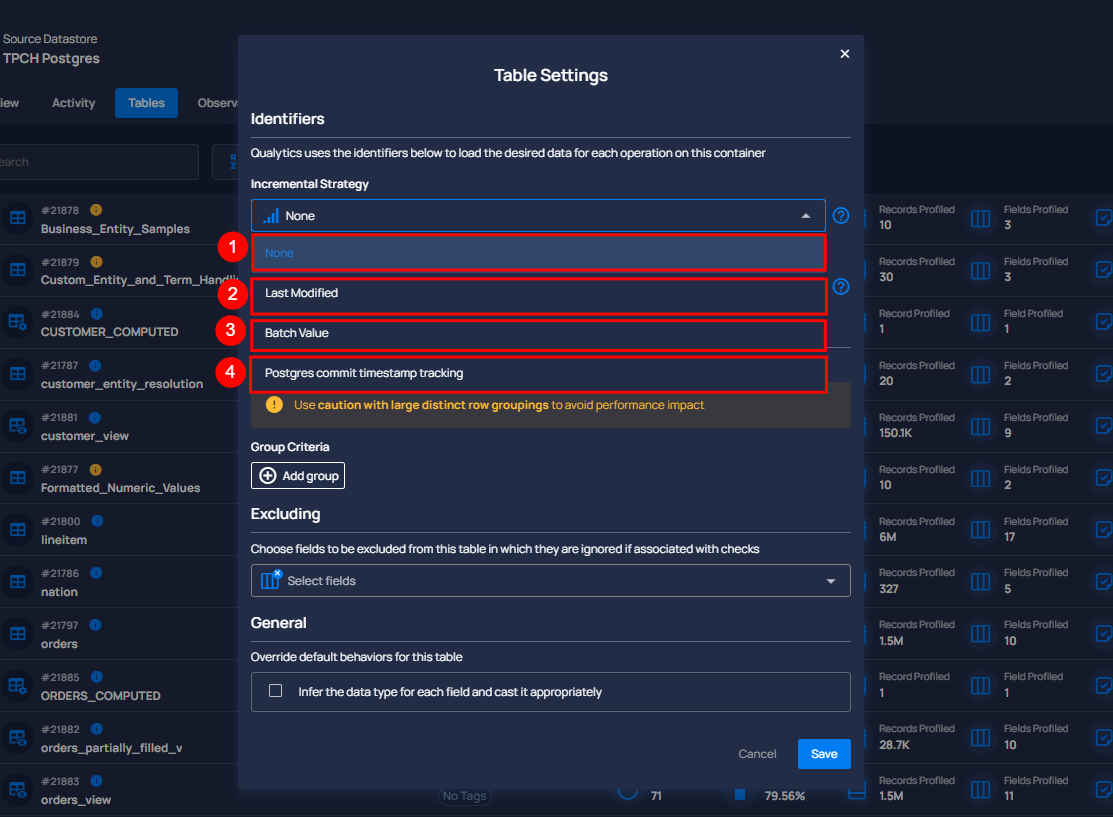 Source Datastore
TPCH Postgres
iew
Activity
Tables
Observa
earch
Table Settings
Identifiers
Qualytics uses the identifiers below to load the desired data for each operation on this container
Incremental Strategy
None
1
None
2
Last Modified
3
Batch Value
4
Postgres commit timestamp tracking
Use caution with large distinct row groupings to avoid performance impact
Group Criteria
Add group
Excluding
Choose fields to be excluded from this table in which they are ignored if associated with checks
Select fields
General
Override default behaviors for this table
Infer the data type for each field and cast it appropriately
Cancel
Save
#21878
Business_Entity_Samples
Records Profiled
10
Fields Profiled
3
#21879
Custom_Entity_and_Term_Handli
Records Profiled
30
Fields Profiled
3
#21884
CUSTOMER_COMPUTED
Record Profiled
1
Field Profiled
1
#21787
customer_entity_resolution
Records Profiled
20
Fields Profiled
2
#21881
customer_view
Records Profiled
150.1K
Fields Profiled
9
#21877
Formatted_Numeric_Values
Records Profiled
10
Fields Profiled
2
#21800
lineitem
Records Profiled
6M
Fields Profiled
17
#21786
nation
Records Profiled
327
Fields Profiled
5
#21797
orders
Records Profiled
1.5M
Fields Profiled
10
#21885
ORDERS_COMPUTED
Record Profiled
1
Field Profiled
1
#21882
orders_partially_filled_v
Records Profiled
28.7K
Fields Profiled
10
#21883
orders_view
No Tags
71
79.56%
Records Profiled
1.5M
Fields Profiled
11